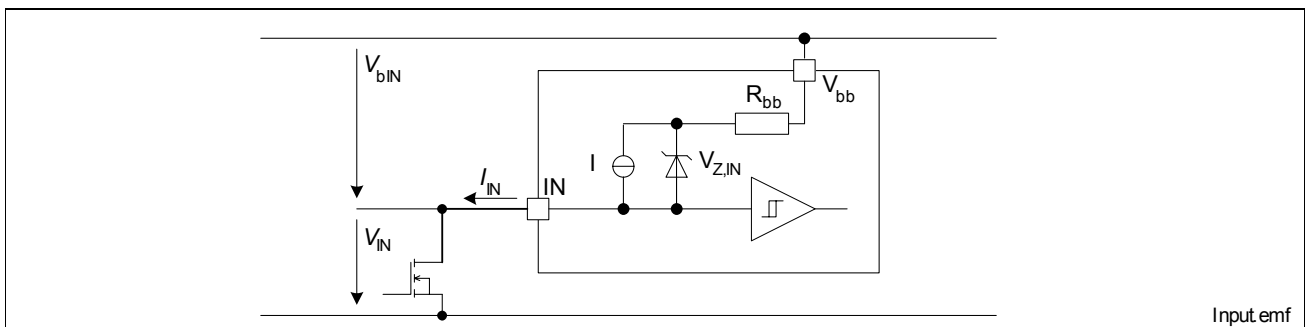 V_bIN
V_bb
R_bb
I
V_Z,IN
I_IN
IN
V_IN
Input.emf